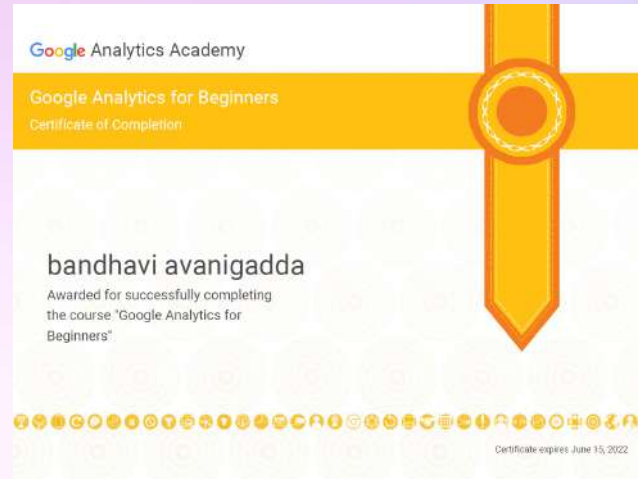 Google Analytics Academy
Google Analytics for Beginners
Certificate of Completion
bandhavi avanigadda
Awarded for successfully completing
the course "Google Analytics for
Beginners"
Certificate expires June 15, 2022